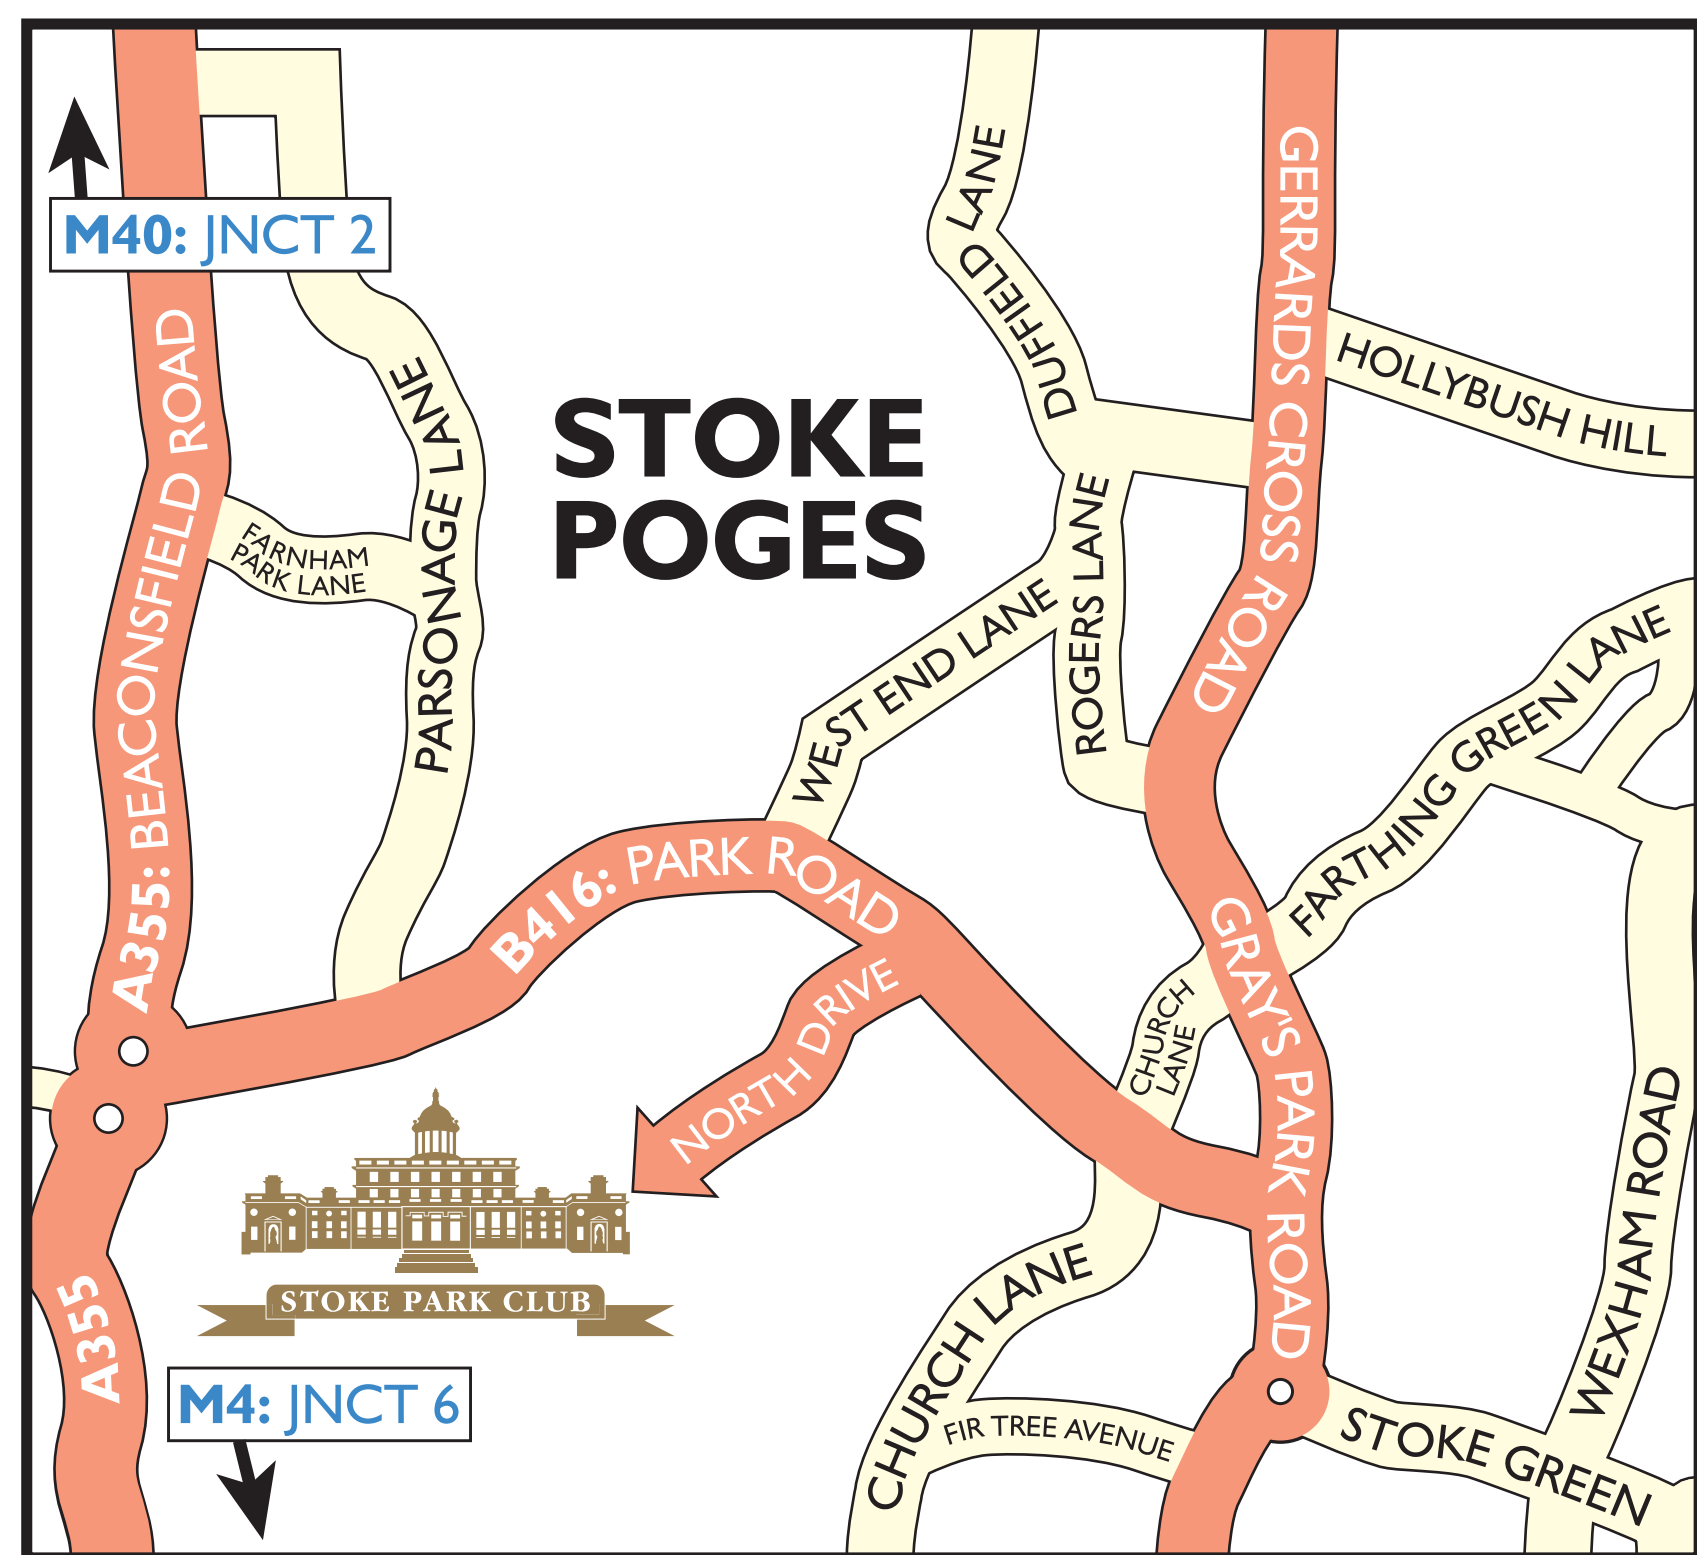 M40: JNCT 2
A355: BEACONSFIELD ROAD
PARSONAGE LANE
FARNHAM
PARK LANE
STOKE
POGES
DUFFIELD LANE
GERRARDS CROSS ROAD
HOLLYBUSH HILL
ROGERS LANE
WEST END LANE
FARTHING GREEN LANE
B416: PARK ROAD
NORTH DRIVE
GRAY'S PARK ROAD
CHURCH
LANE
WEXHAM ROAD
STOKE PARK CLUB
A355
M4: JNCT 6
CHURCH LANE
FIR TREE AVENUE
STOKE GREEN